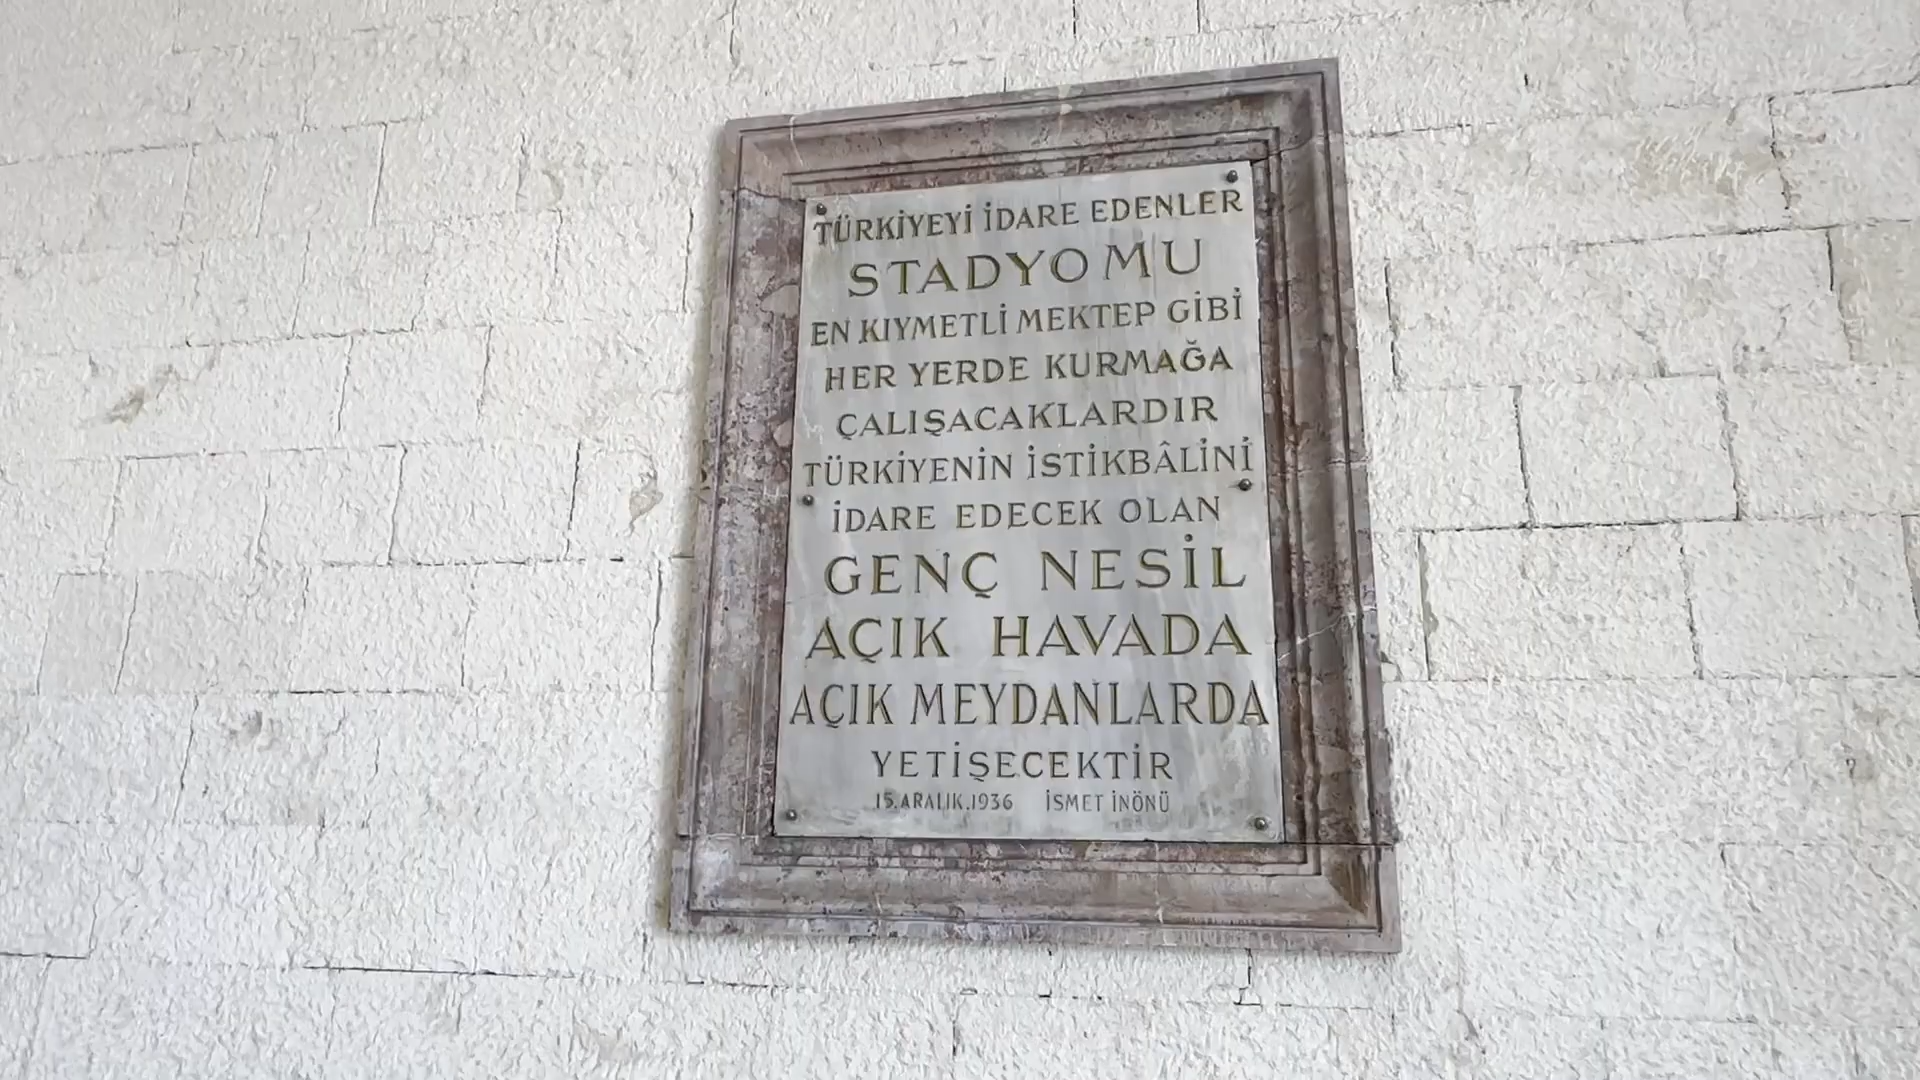 TÜRKİYEYİ İDARE EDENLER
STADYOMU
EN KIYMETLİ MEKTEP GİBİ
HER YERDE KURMAĞA
ÇALIŞACAKLARDIR
TÜRKİYENİN İSTİKBÂLİNİ
İDARE EDECEK OLAN
GENÇ NESİL
AÇIK HAVADA
AÇIK MEYDANLARDA
YETİŞECEKTİR
15.ARALIK.1936 İSMET İNÖNÜ